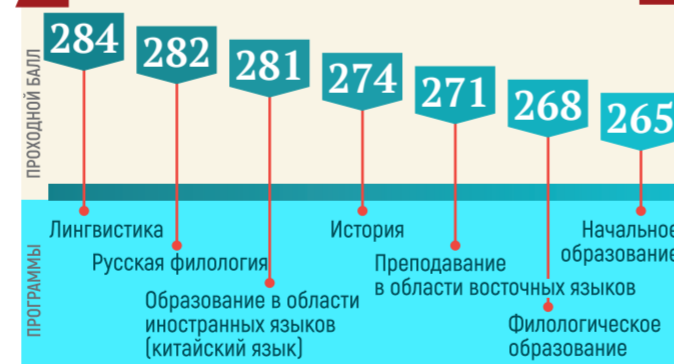 ПРОХОДНОЙ БАЛЛ
284
282
281
274
271
268
265
ПРОГРАММЫ
Лингвистика
Русская филология
Образование в области
иностранных языков
(китайский язык)
История
Преподавание
в области восточных языков
Филологическое
образование
Начальное
образование